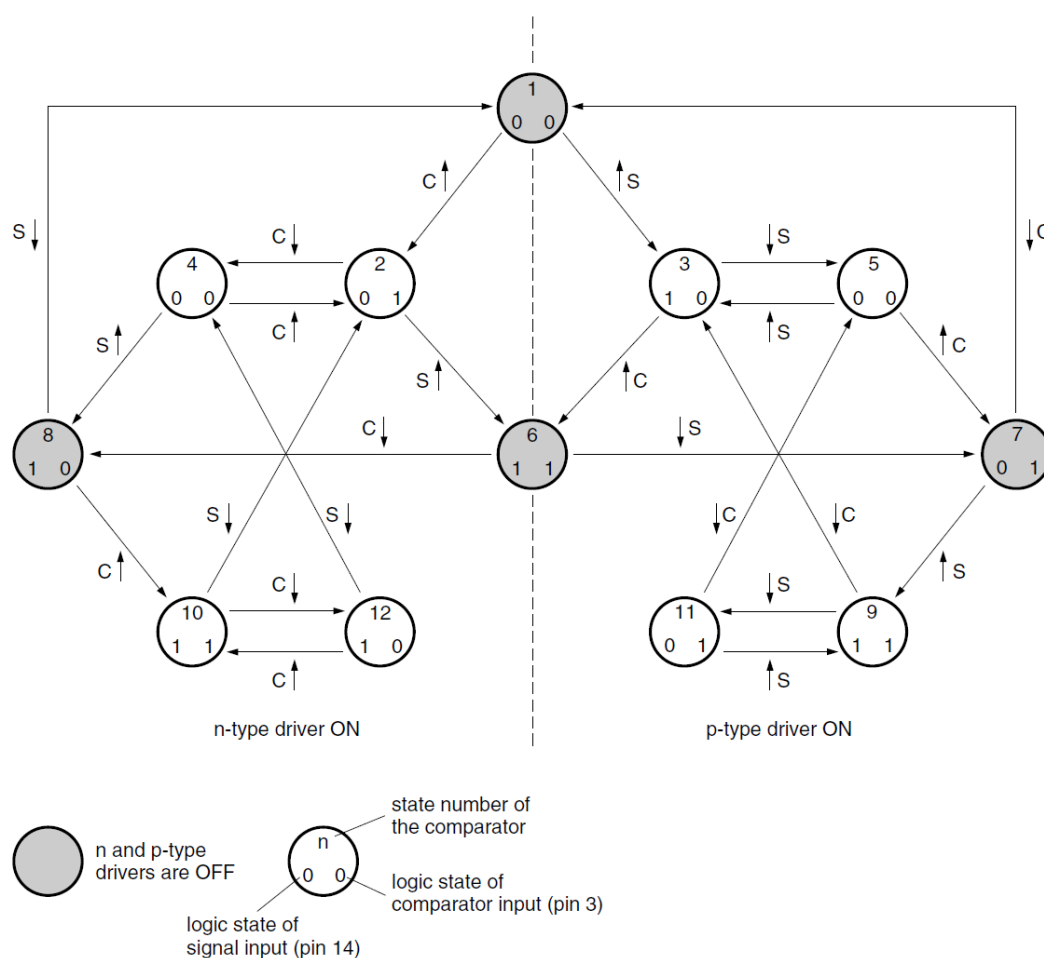 1
0 0
C S
S C
C S
4 2 3 5
0 0 0 1 1 0 0 0
C S
S S C C
8 C 6 S 7
1 0 1 1 0 1
S S C C
C S
C S
10 12 11 9
1 1 1 0 0 1 1 1
C S
n-type driver ON p-type driver ON
state number of
the comparator
n
n and p-type
drivers are OFF
0 0
logic state of
comparator input (pin 3)
logic state of
signal input (pin 14)